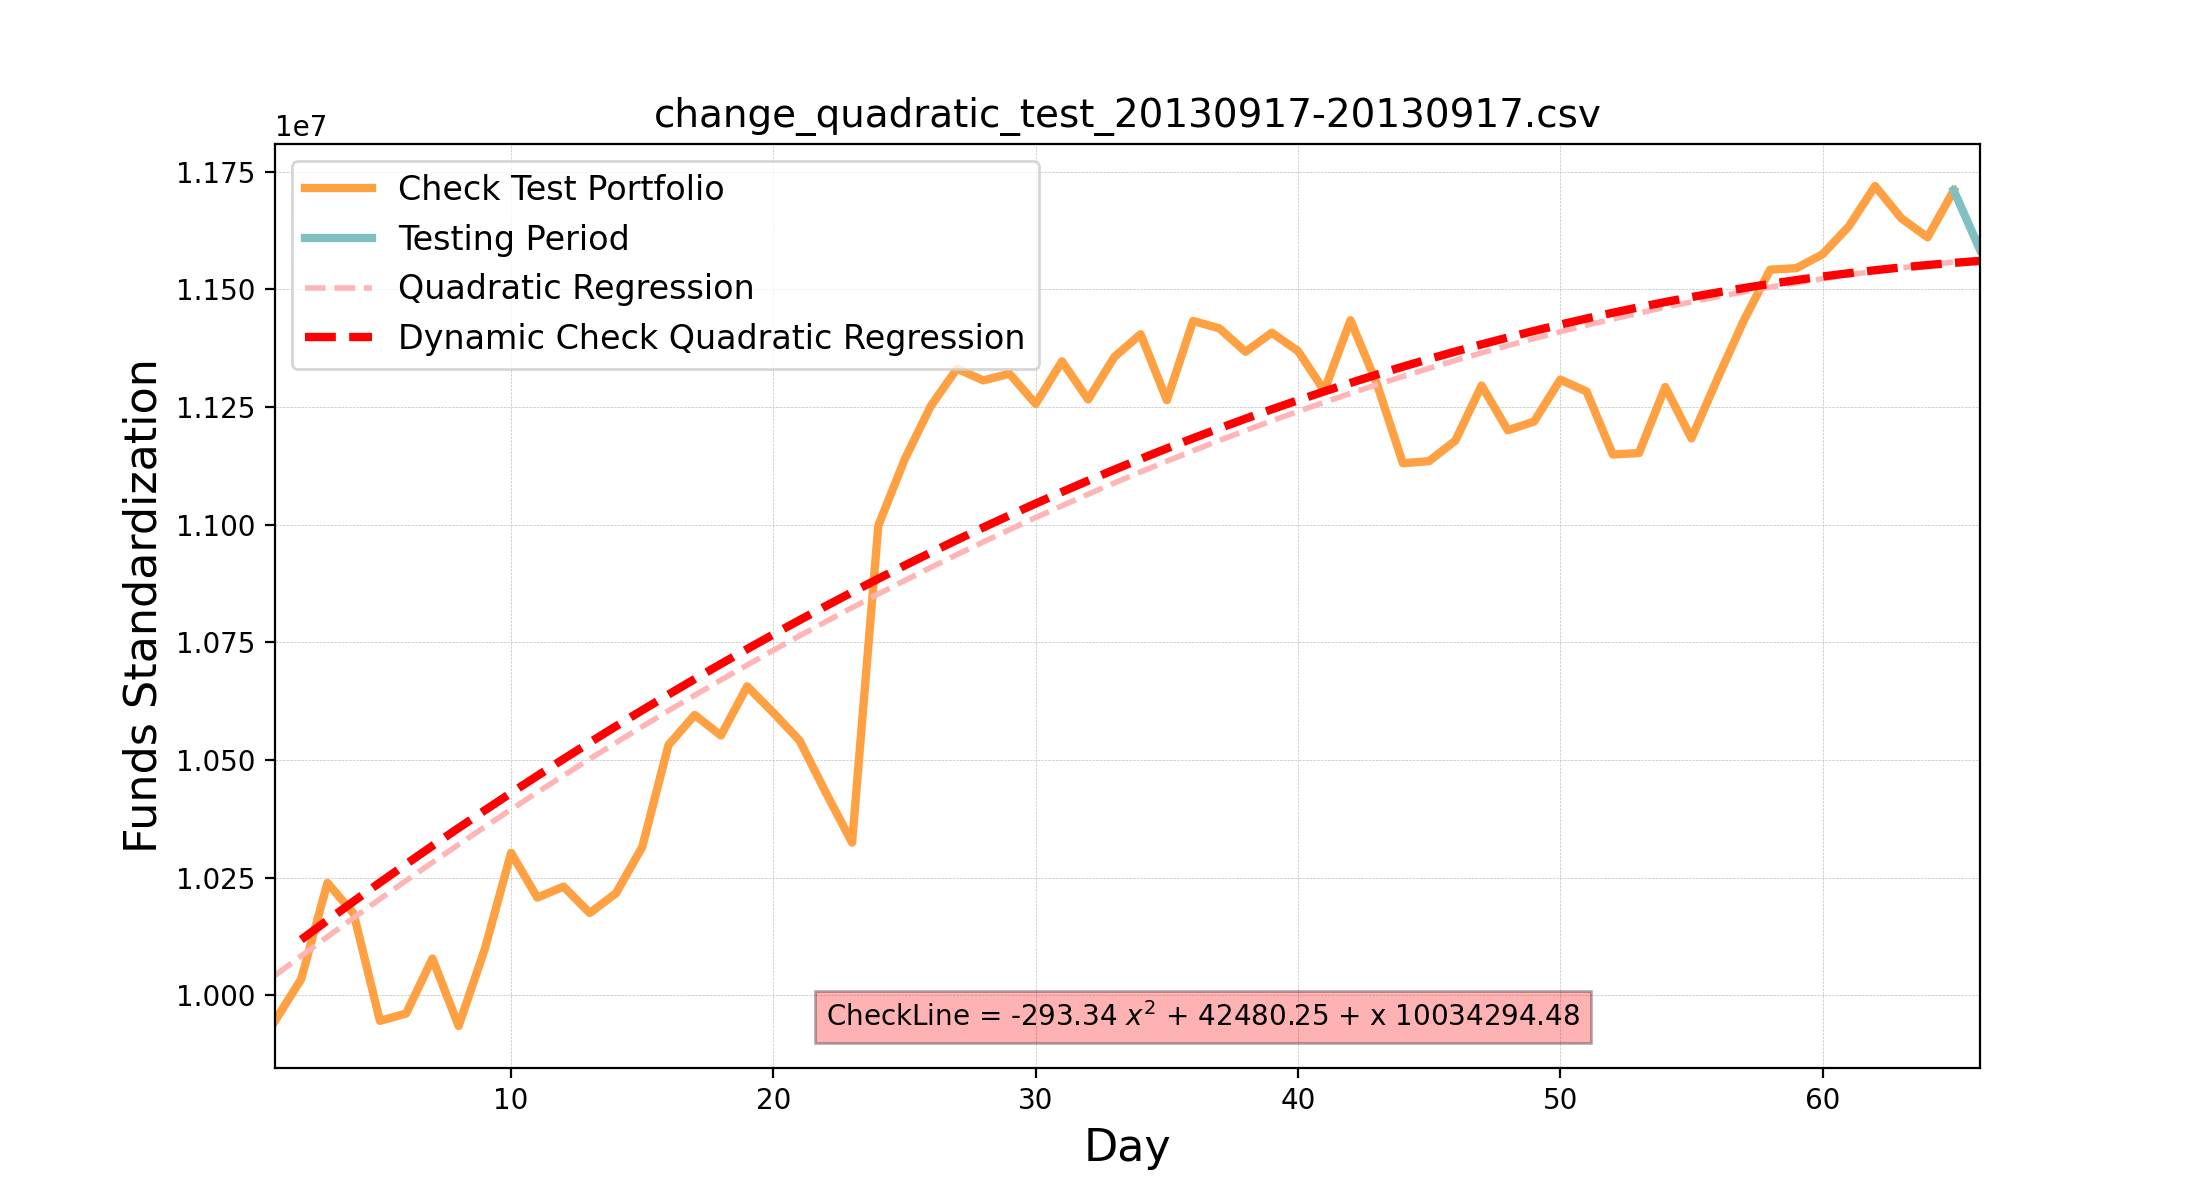 change_quadratic_test_20130917-20130917.csv
1e7
1.175
1.150
1.125
1.100
1.075
1.050
1.025
1.000
Funds Standardization
Check Test Portfolio
Testing Period
Quadratic Regression
Dynamic Check Quadratic Regression
CheckLine = -293.34 x² + 42480.25 + x 10034294.48
10 20 30 40 50 60
Day